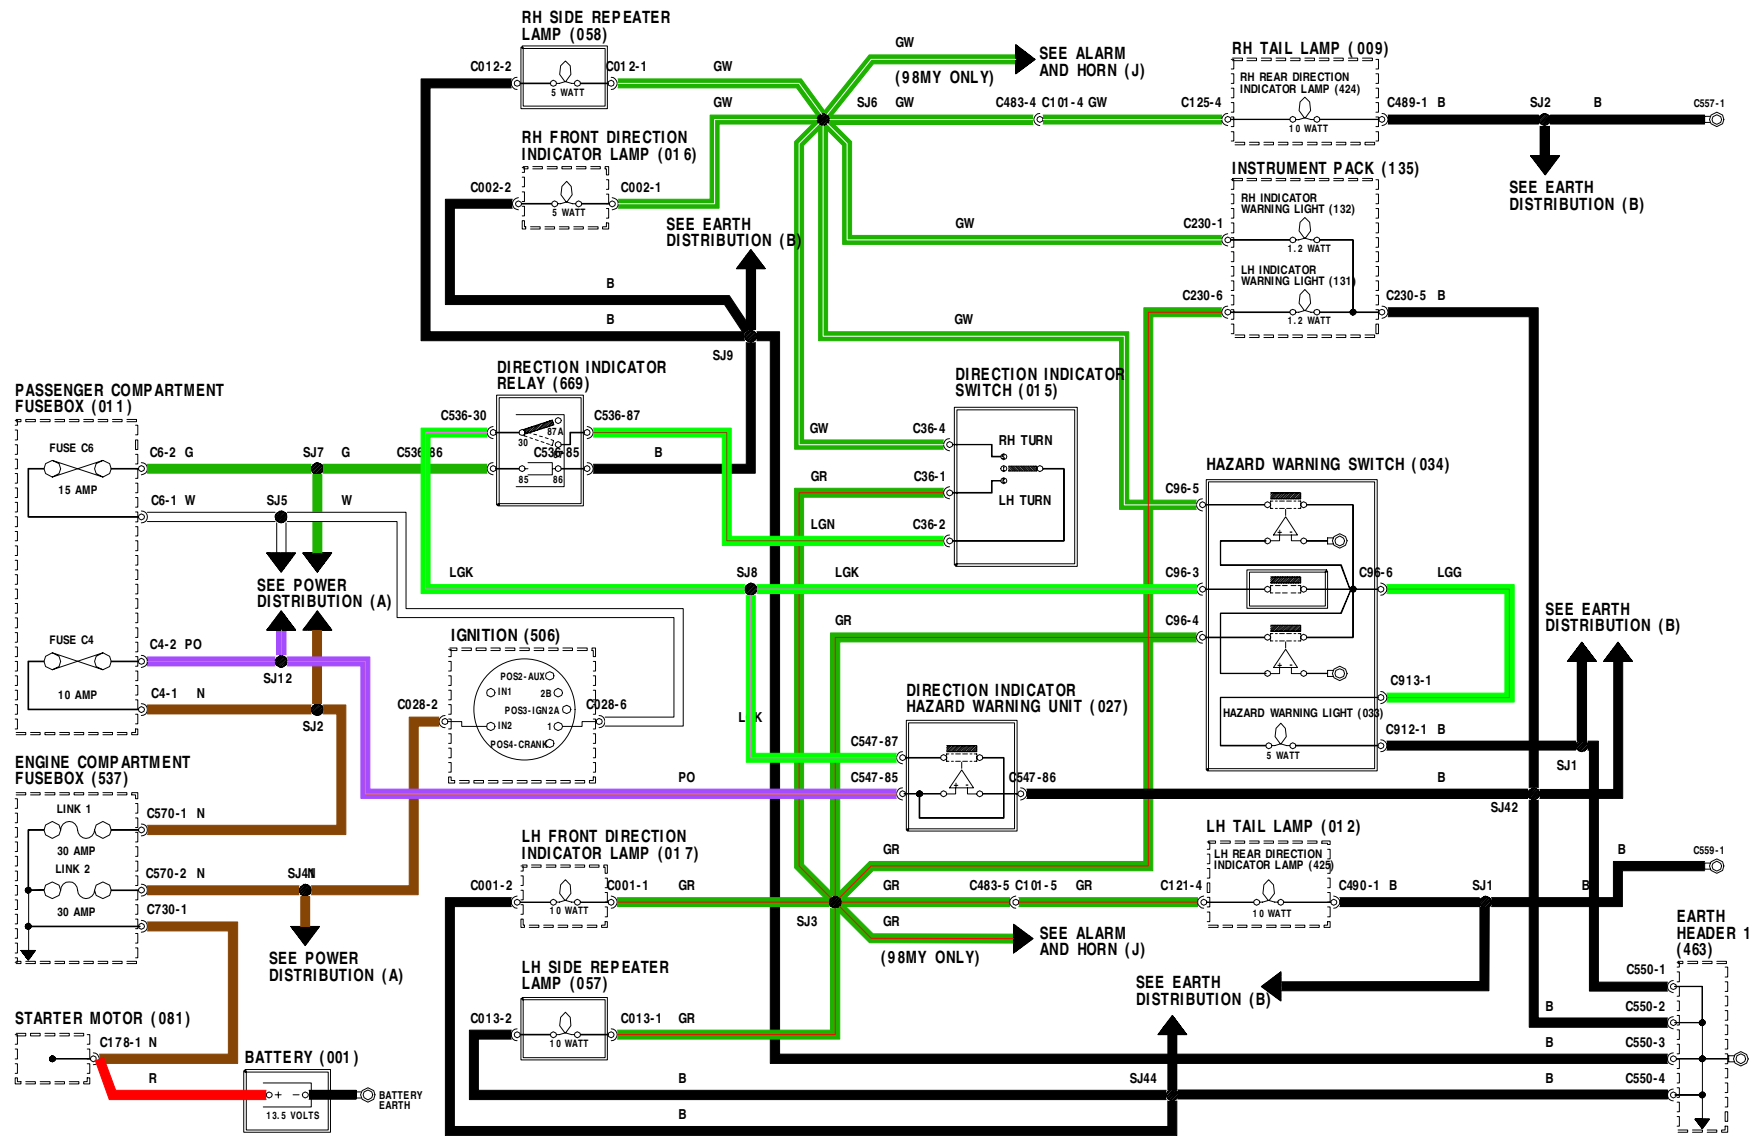 RH SIDE REPEATER
LAMP (058)
C012-2
C012-1
5 WATT
GW
GW
SEE ALARM
AND HORN (J)
(98MY ONLY)
GW
SJ6
GW
C483-4
C101-4
GW
C125-4
RH TAIL LAMP (009)
RH REAR DIRECTION
INDICATOR LAMP (424)
10 WATT
C489-1
B
SJ2
B
C557-1
SEE EARTH
DISTRIBUTION (B)
RH FRONT DIRECTION
INDICATOR LAMP (016)
C002-2
C002-1
5 WATT
SEE EARTH
DISTRIBUTION (B)
B
B
SJ9
INSTRUMENT PACK (135)
RH INDICATOR
WARNING LIGHT (132)
1.2 WATT
LH INDICATOR
WARNING LIGHT (131)
1.2 WATT
GW
C230-1
C230-6
C230-5
B
GW
PASSENGER COMPARTMENT
FUSEBOX (011)
FUSE C6
15 AMP
C6-2
G
SJ7
G
C536-86
C6-1
W
SJ5
W
DIRECTION INDICATOR
RELAY (669)
C536-30
C536-87
30
87A
87
85
86
C536-85
B
DIRECTION INDICATOR
SWITCH (015)
GW
C36-4
RH TURN
GR
C36-1
LH TURN
LGN
C36-2
HAZARD WARNING SWITCH (034)
C96-5
C96-3
C96-6
LGG
C96-4
C913-1
HAZARD WARNING LIGHT (033)
5 WATT
C912-1
B
SJ1
SEE EARTH
DISTRIBUTION (B)
SEE POWER
DISTRIBUTION (A)
LGK
SJ8
LGK
GR
FUSE C4
10 AMP
C4-2
PO
SJ12
C4-1
N
SJ2
IGNITION (506)
POS2-AUX
IN1
2B
POS3-IGN
2A
IN2
1
POS4-CRANK
C028-2
C028-6
LGK
DIRECTION INDICATOR
HAZARD WARNING UNIT (027)
C547-87
C547-85
C547-86
PO
B
SJ42
ENGINE COMPARTMENT
FUSEBOX (537)
LINK 1
30 AMP
C570-1
N
LINK 2
30 AMP
C570-2
N
SJ41
N
C730-1
SEE POWER
DISTRIBUTION (A)
LH FRONT DIRECTION
INDICATOR LAMP (017)
C001-2
C001-1
10 WATT
GR
SJ3
GR
GR
C483-5
C101-5
GR
C121-4
GR
(98MY ONLY)
SEE ALARM
AND HORN (J)
LH TAIL LAMP (012)
LH REAR DIRECTION
INDICATOR LAMP (425)
10 WATT
C490-1
B
SJ1
B
B
C559-1
LH SIDE REPEATER
LAMP (057)
C013-2
C013-1
10 WATT
GR
SEE EARTH
DISTRIBUTION (B)
EARTH
HEADER 1
(463)
C550-1
B
C550-2
B
C550-3
B
C550-4
B
SJ44
B
STARTER MOTOR (081)
C178-1
N
R
BATTERY (001)
+
-
13.5 VOLTS
BATTERY
EARTH